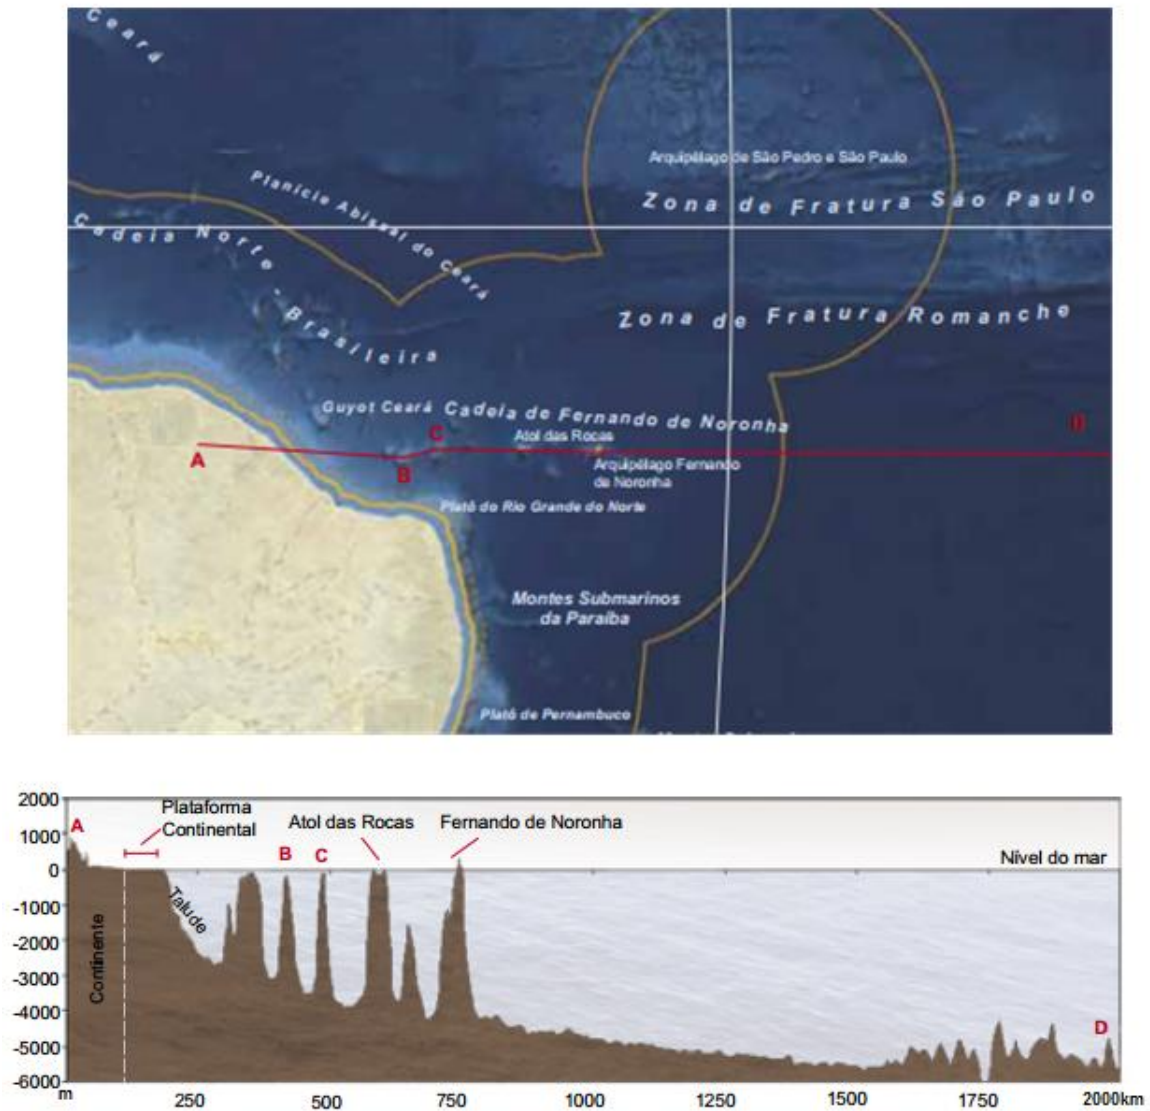 Ceará
Arquipélago de São Pedro e São Paulo
Planície Abissal do Ceará
Zona de Fratura São Paulo
Cadeia Norte - Brasileira
Zona de Fratura Romanche
Guyot Ceará Cadeia de Fernando de Noronha
Atol das Rocas
A
B
C
D
Arquipélago Fernando
de Noronha
Platô do Rio Grande do Norte
Montes Submarinos
da Paraíba
Platô de Pernambuco
2000
1000
0
-1000
-2000
-3000
-4000
-5000
-6000
A
Plataforma
Continental
Atol das Rocas
Fernando de Noronha
B
C
Nível do mar
Talude
Continente
D
m
250
500
750
1000
1250
1500
1750
2000km